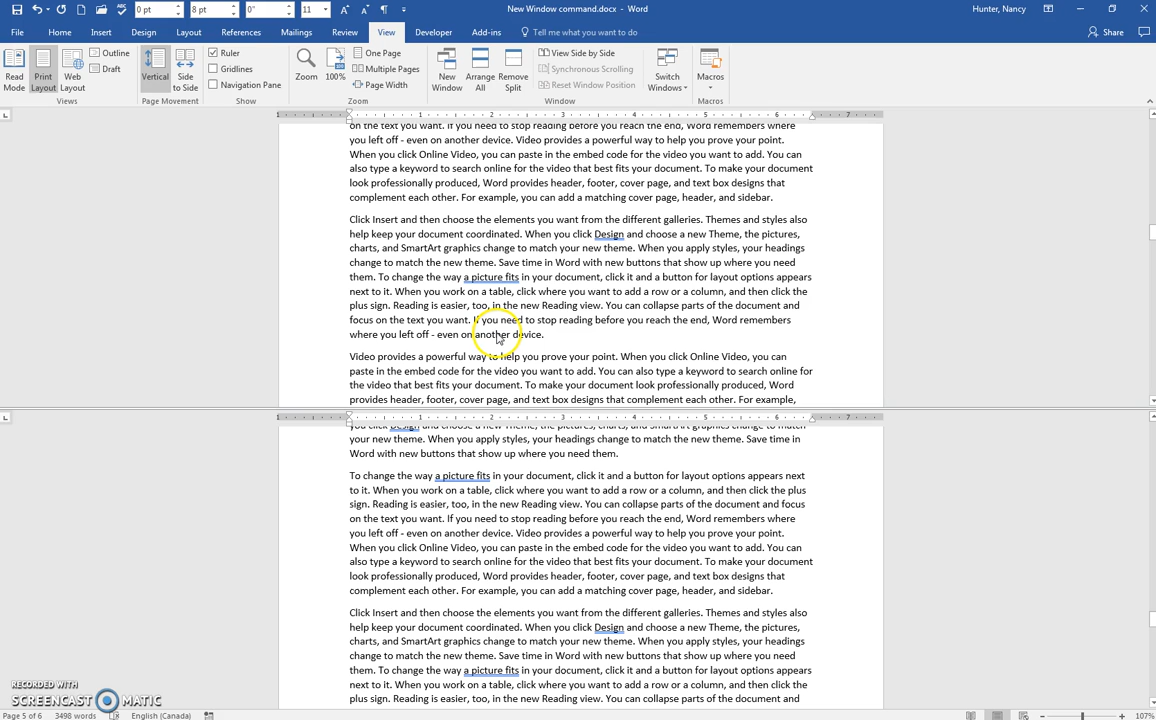 0 pt 8 pt 0° 11 New Window command.docx - Word Hunter, Nancy
File Home Insert Design Layout References Mailings Review View Developer Add-ins Tell me what you want to do Share
Read Mode Print Layout Web Layout Outline Draft Vertical Side to Side Ruler Gridlines Navigation Pane Zoom 100% One Page Multiple Pages Page Width New Window Arrange All Remove Split View Side by Side Synchronous Scrolling Reset Window Position Switch Windows Macros
Views Page Movement Show Zoom Window Macros
1 1 2 3 4 5 6 7
on the text you want. If you need to stop reading before you reach the end, Word remembers where
you left off - even on another device. Video provides a powerful way to help you prove your point.
When you click Online Video, you can paste in the embed code for the video you want to add. You can
also type a keyword to search online for the video that best fits your document. To make your document
look professionally produced, Word provides header, footer, cover page, and text box designs that
complement each other. For example, you can add a matching cover page, header, and sidebar.
Click Insert and then choose the elements you want from the different galleries. Themes and styles also
help keep your document coordinated. When you click Design and choose a new Theme, the pictures,
charts, and SmartArt graphics change to match your new theme. When you apply styles, your headings
change to match the new theme. Save time in Word with new buttons that show up where you need
them. To change the way a picture fits in your document, click it and a button for layout options appears
next to it. When you work on a table, click where you want to add a row or a column, and then click the
plus sign. Reading is easier, too, in the new Reading view. You can collapse parts of the document and
focus on the text you want. If you need to stop reading before you reach the end, Word remembers
where you left off - even on another device.
Video provides a powerful way to help you prove your point. When you click Online Video, you can
paste in the embed code for the video you want to add. You can also type a keyword to search online for
the video that best fits your document. To make your document look professionally produced, Word
provides header, footer, cover page, and text box designs that complement each other. For example,
1 1 2 3 4 5 6 7
you click Design and choose a new Theme, the pictures, charts, and SmartArt graphics change to match
your new theme. When you apply styles, your headings change to match the new theme. Save time in
Word with new buttons that show up where you need them.
To change the way a picture fits in your document, click it and a button for layout options appears next
to it. When you work on a table, click where you want to add a row or a column, and then click the plus
sign. Reading is easier, too, in the new Reading view. You can collapse parts of the document and focus
on the text you want. If you need to stop reading before you reach the end, Word remembers where
you left off - even on another device. Video provides a powerful way to help you prove your point.
When you click Online Video, you can paste in the embed code for the video you want to add. You can
also type a keyword to search online for the video that best fits your document. To make your document
look professionally produced, Word provides header, footer, cover page, and text box designs that
complement each other. For example, you can add a matching cover page, header, and sidebar.
Click Insert and then choose the elements you want from the different galleries. Themes and styles also
help keep your document coordinated. When you click Design and choose a new Theme, the pictures,
charts, and SmartArt graphics change to match your new theme. When you apply styles, your headings
change to match the new theme. Save time in Word with new buttons that show up where you need
them. To change the way a picture fits in your document, click it and a button for layout options appears
next to it. When you work on a table, click where you want to add a row or a column, and then click the
plus sign. Reading is easier, too, in the new Reading view. You can collapse parts of the document and
RECORDED WITH
SCREENCAST MATIC
Page 5 of 6 3498 words English (Canada) 107%